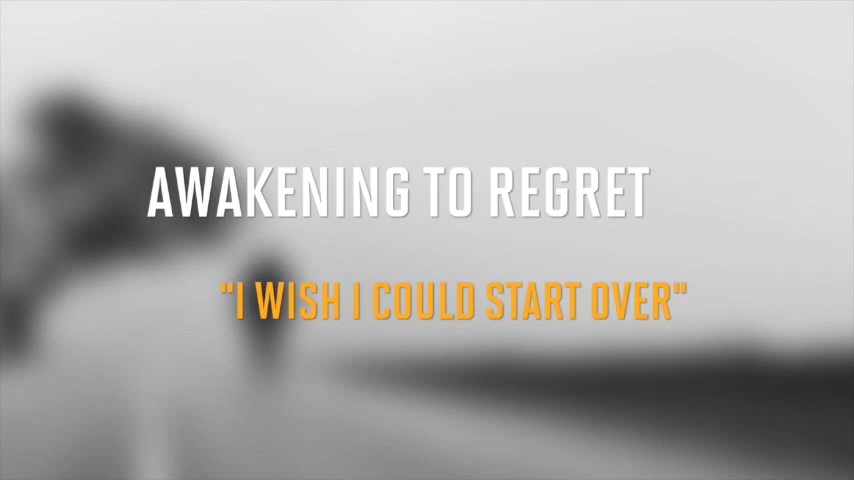 AWAKENING TO REGRET
"I WISH I COULD START OVER"